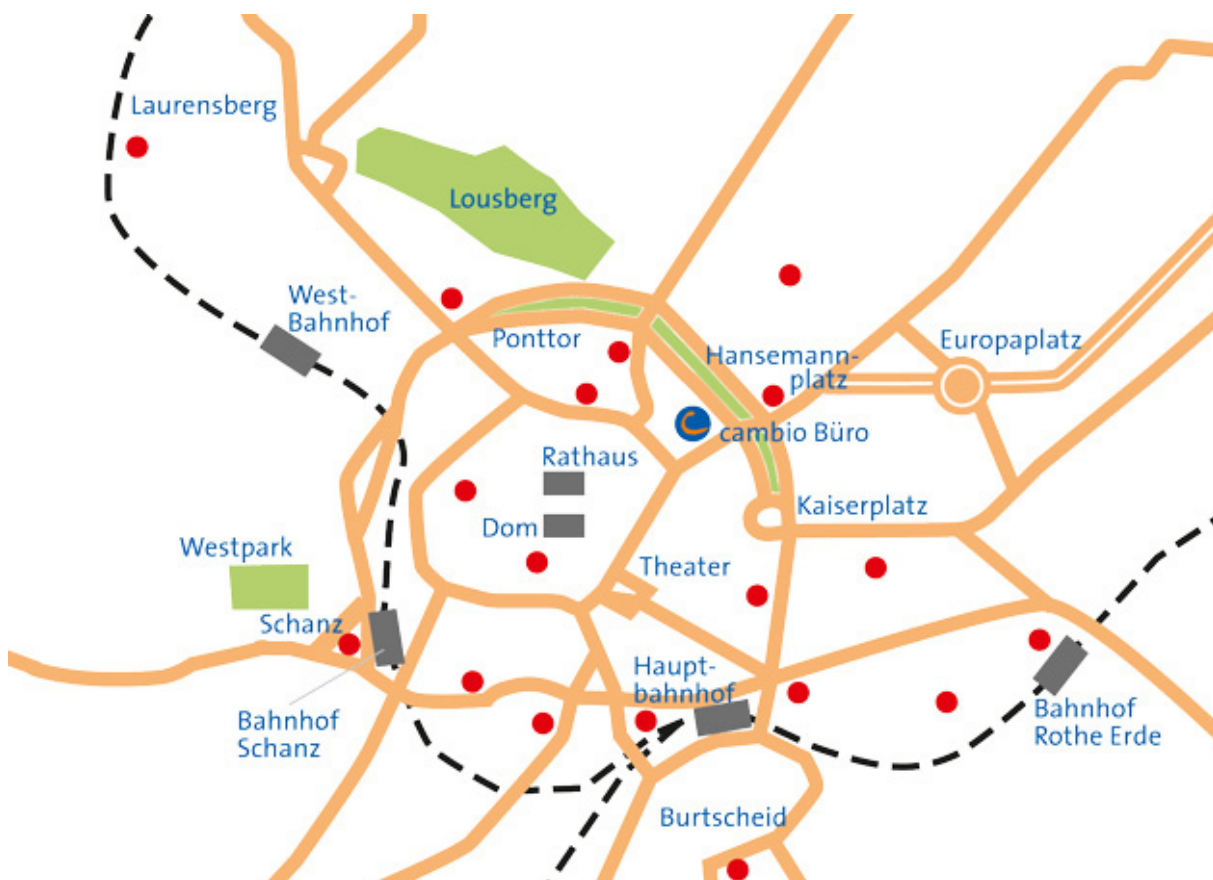 Laurensberg
Lousberg
West-
Bahnhof
Ponttor
Hansemann-
platz
Europaplatz
cambio Büro
Rathaus
Dom
Kaiserplatz
Westpark
Theater
Schanz
Haupt-
bahnhof
Bahnhof
Schanz
Bahnhof
Rothe Erde
Burtscheid